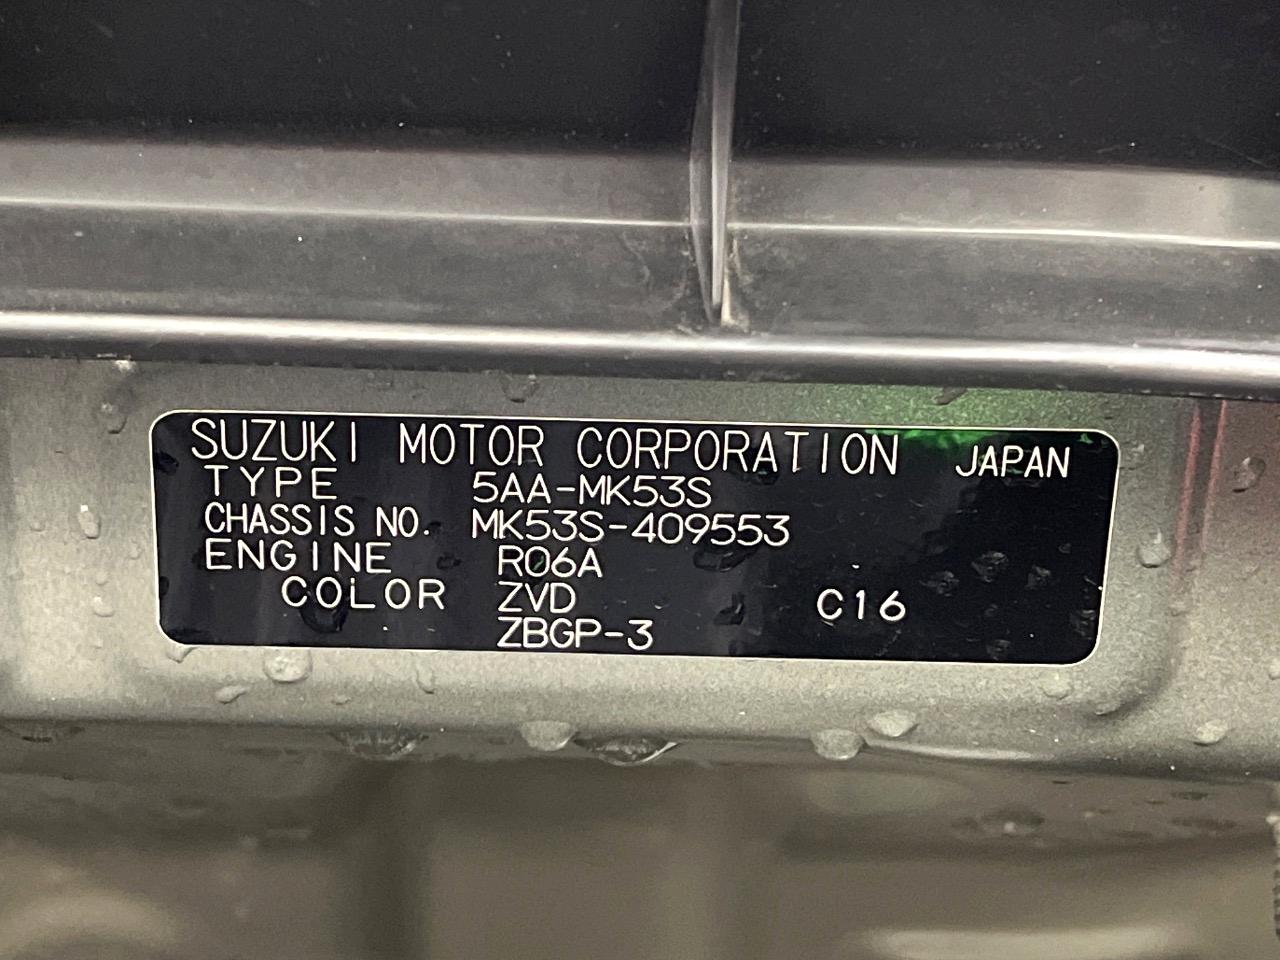 SUZUKI MOTOR CORPORATION JAPAN
TYPE 5AA-MK53S
CHASSIS NO. MK53S-409553
ENGINE R06A
COLOR ZVD C16
ZBGP-3